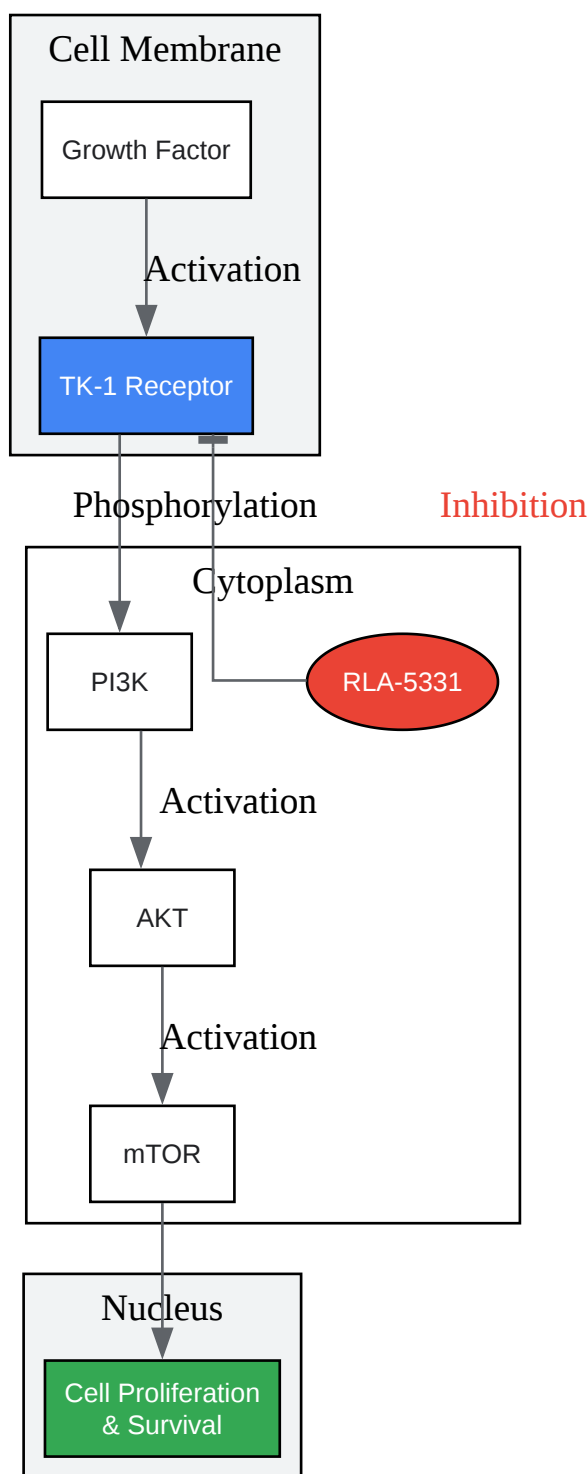 Cell Membrane
Growth Factor
Activation
TK-1 Receptor
Phosphorylation
Inhibition
Cytoplasm
PI3K
RLA-5331
Activation
AKT
Activation
mTOR
Nucleus
Cell Proliferation
& Survival